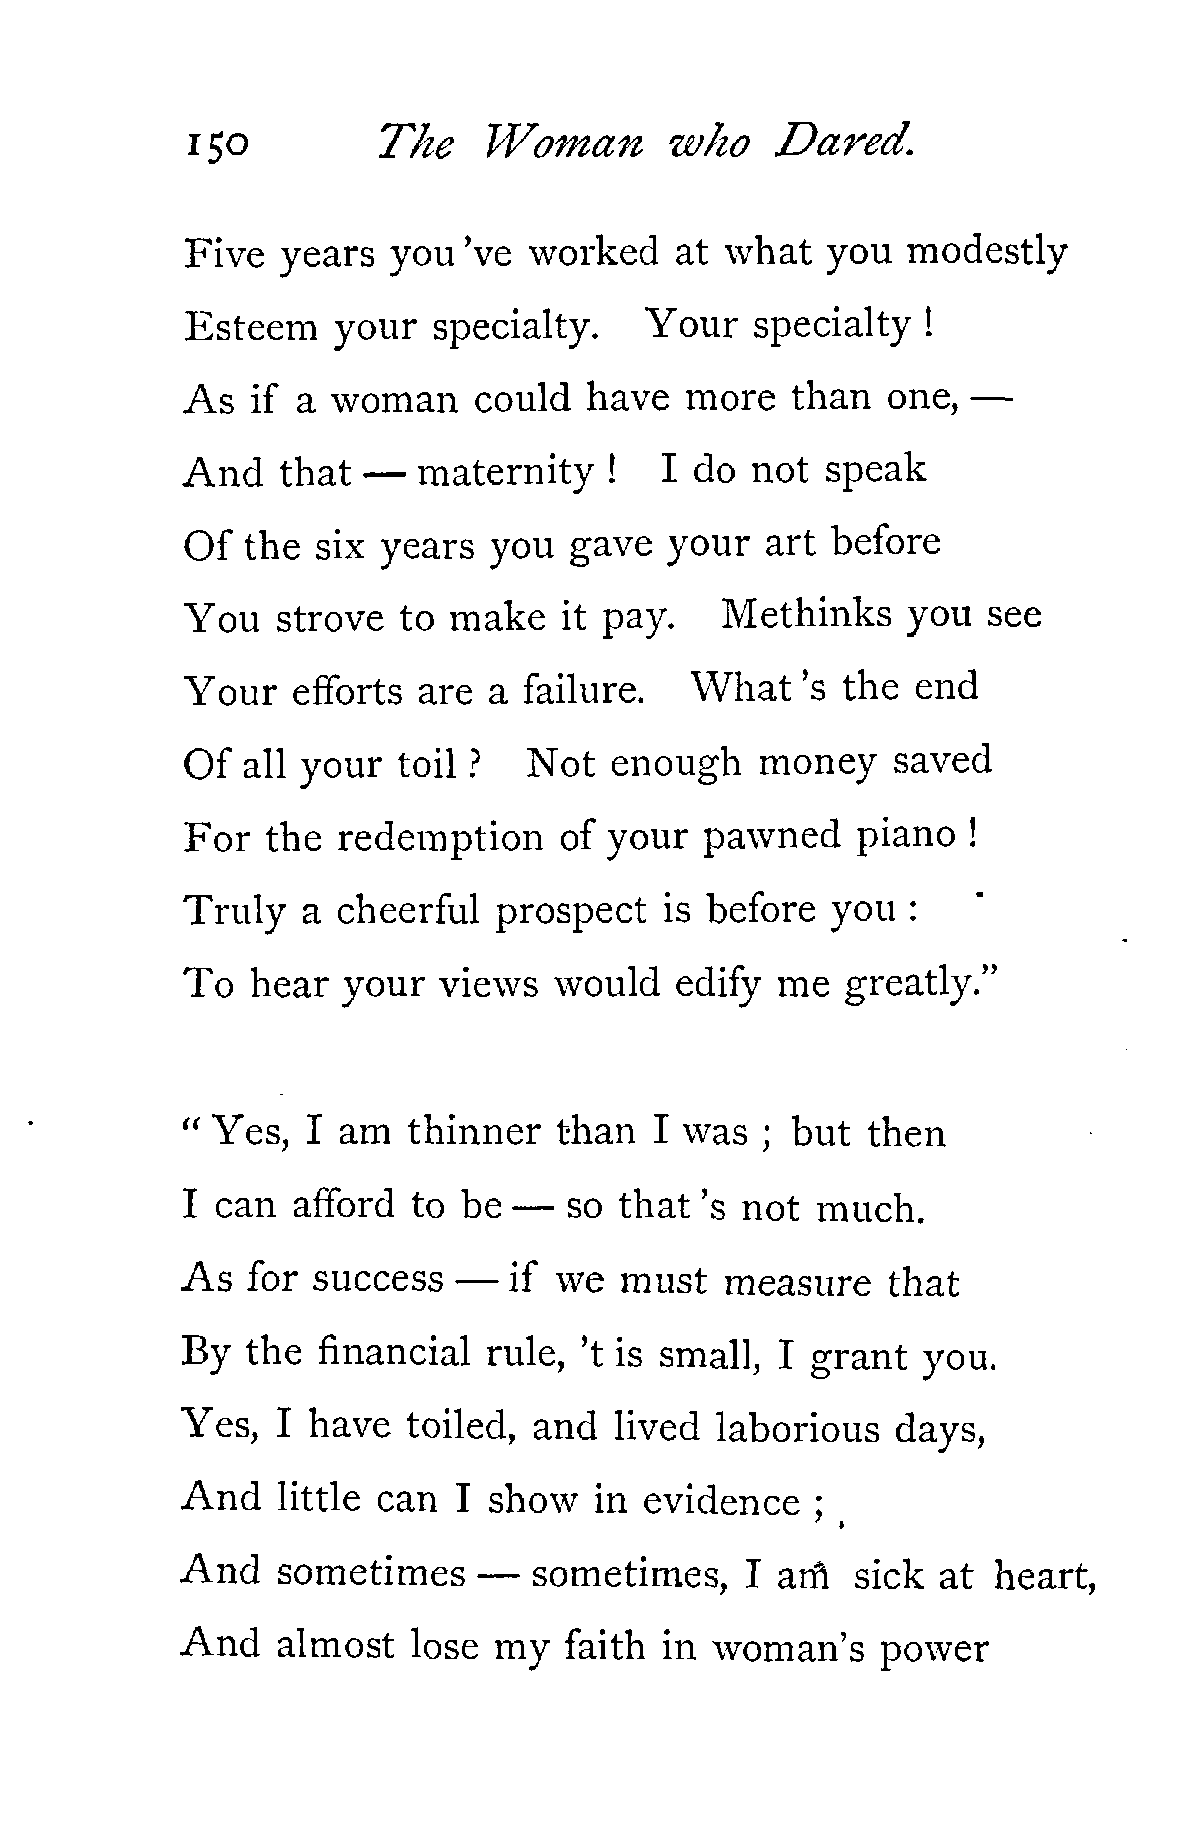 150 The Woman who Dared.
Five years you 've worked at what you modestly
Esteem your specialty. Your specialty !
As if a woman could have more than one, —
And that — maternity ! I do not speak
Of the six years you gave your art before
You strove to make it pay. Methinks you see
Your efforts are a failure. What 's the end
Of all your toil ? Not enough money saved
For the redemption of your pawned piano !
Truly a cheerful prospect is before you :
To hear your views would edify me greatly."
" Yes, I am thinner than I was ; but then
I can afford to be — so that 's not much.
As for success — if we must measure that
By the financial rule, 't is small, I grant you.
Yes, I have toiled, and lived laborious days,
And little can I show in evidence ;
And sometimes — sometimes, I am sick at heart,
And almost lose my faith in woman's power